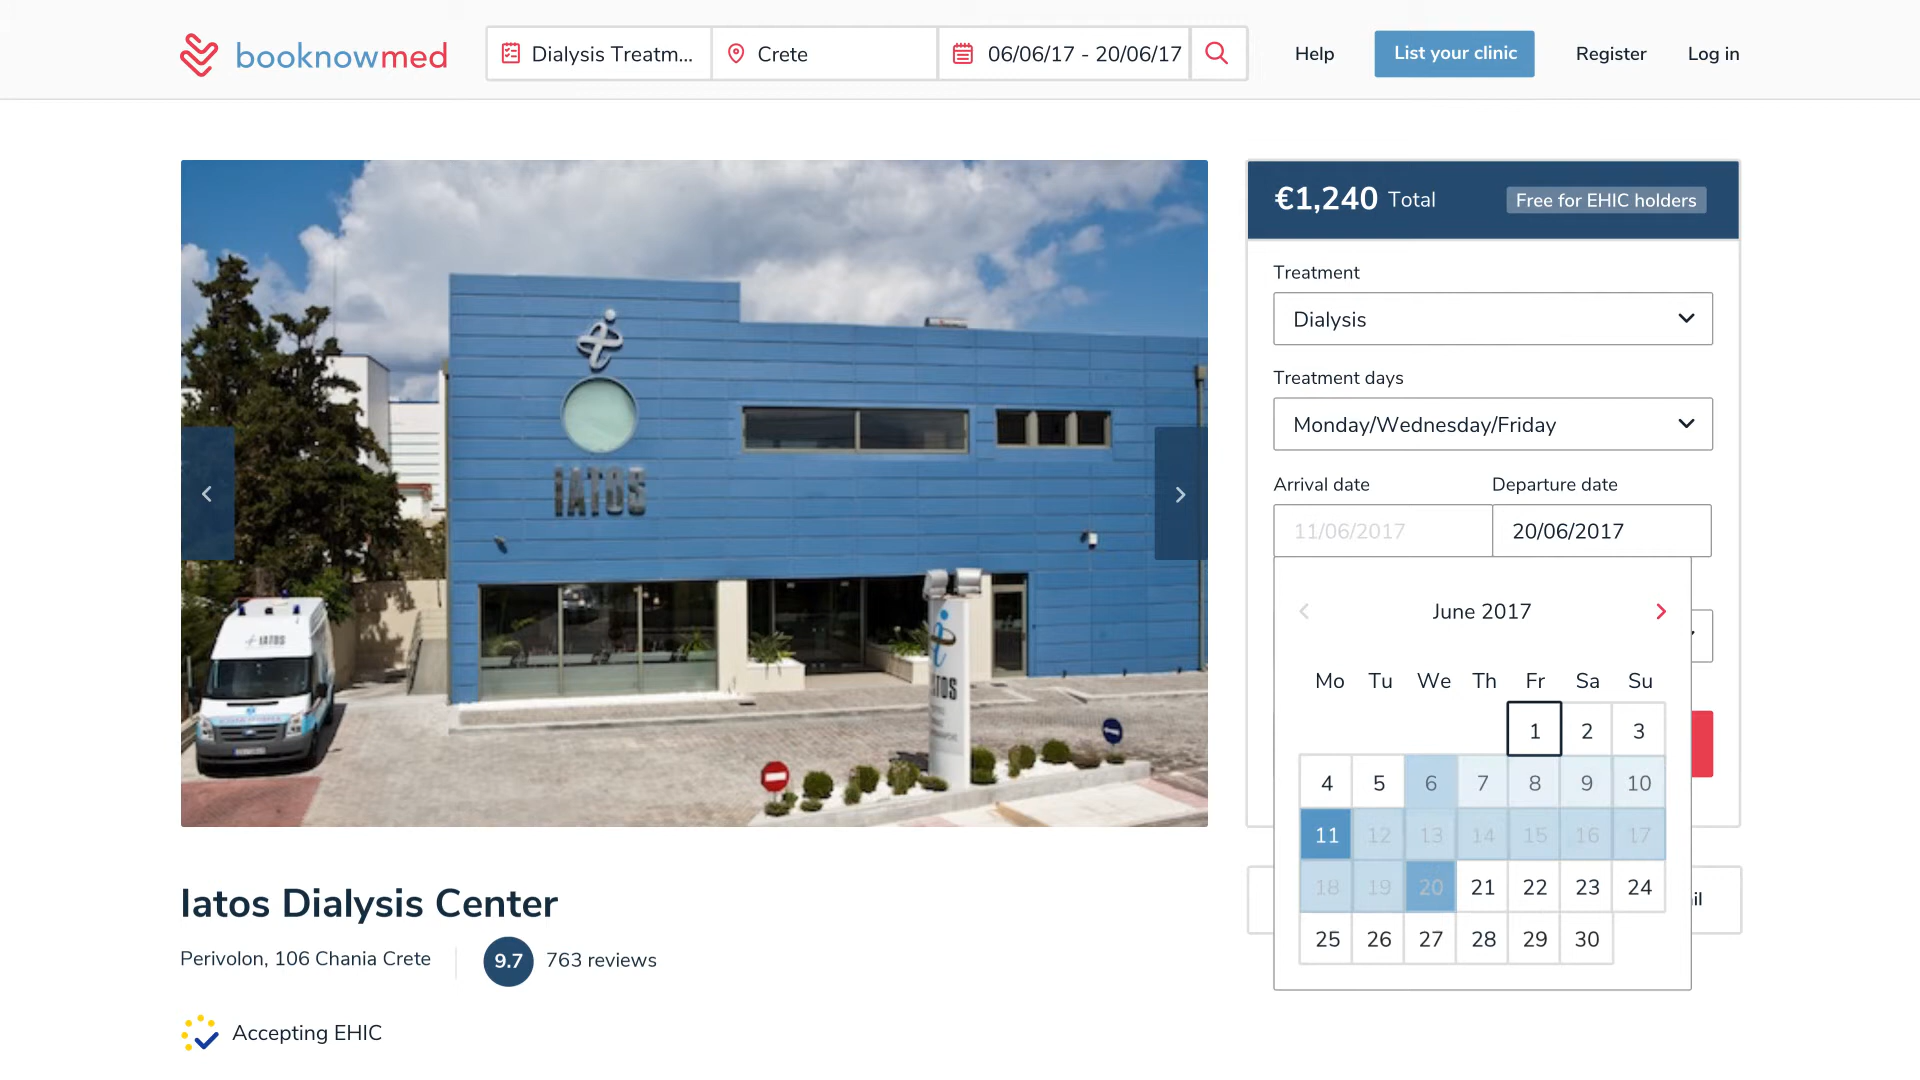 booknowmed
Dialysis Treatm...
Crete
06/06/17 - 20/06/17
Help
List your clinic
Register
Log in
IATOS
IATOS
€1,240 Total
Free for EHIC holders
Treatment
Dialysis
Treatment days
Monday/Wednesday/Friday
Arrival date
Departure date
11/06/2017
20/06/2017
June 2017
Mo Tu We Th Fr Sa Su
1 2 3
4 5 6 7 8 9 10
11 12 13 14 15 16 17
18 19 20 21 22 23 24
25 26 27 28 29 30
Iatos Dialysis Center
Perivolon, 106 Chania Crete
9.7
763 reviews
Accepting EHIC